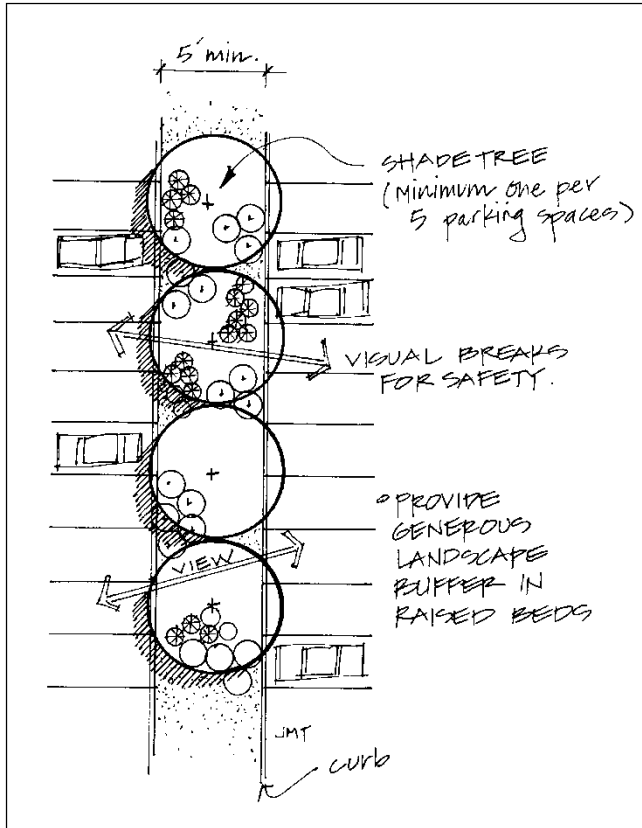 5' min.
SHADE TREE
(Minimum one per
5 parking spaces)
VISUAL BREAKS
FOR SAFETY.
• PROVIDE
GENEROUS
LANDSCAPE
BUFFER IN
RAISED BEDS
VIEW
JMT
curb